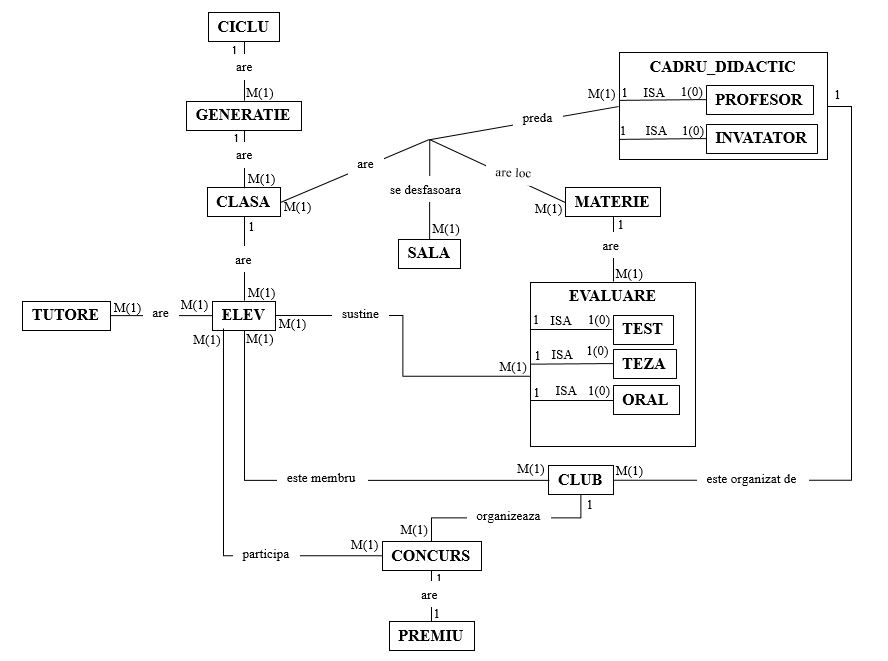 CICLU
1
are
M(1)
GENERATIE
1
are
M(1)
CLASA
M(1)
are
se desfasoara
M(1)
SALA
preda
M(1)
are loc
M(1)
MATERIE
CADRU_DIDACTIC
1 ISA 1(0) PROFESOR
1 ISA 1(0) INVATATOR
1
1
are
M(1)
1
are
M(1)
EVALUARE
1 ISA 1(0) TEST
1 ISA 1(0) TEZA
1 ISA 1(0) ORAL
TUTORE M(1) are M(1) ELEV M(1) sustine
M(1)
M(1) M(1)
este membru M(1) CLUB M(1) este organizat de
1
organizeaza
M(1)
participa M(1) CONCURS
1
are
1
PREMIU